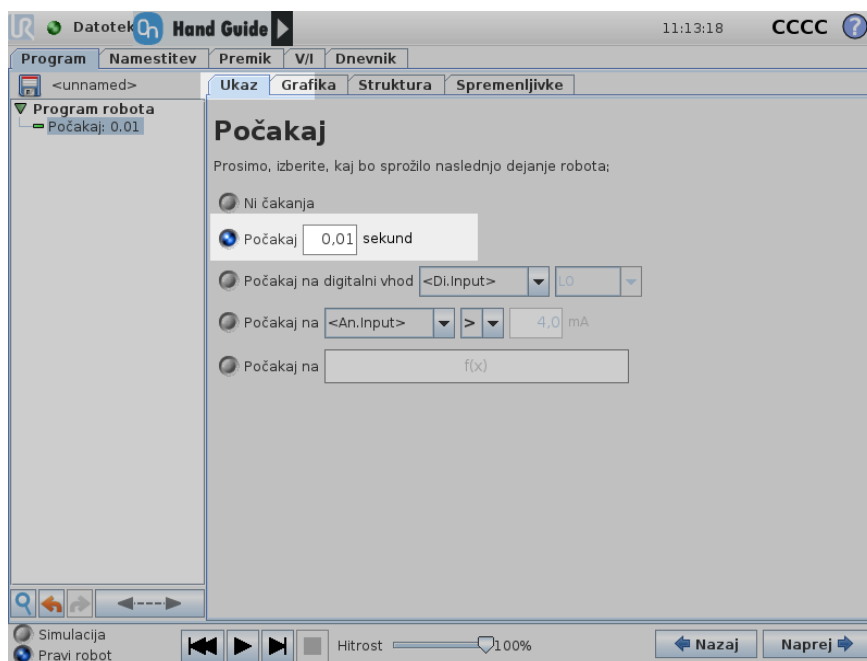 UR Datotek On Hand Guide 11:13:18 CCCC ?
Program Namestitev Premik V/I Dnevnik
<unnamed> Ukaz Grafika Struktura Spremenljivke
Program robota
Počakaj: 0.01
Počakaj
Prosimo, izberite, kaj bo sprožilo naslednjo dejanje robota;
Ni čakanja
Počakaj 0,01 sekund
Počakaj na digitalni vhod <Di.Input> L0
Počakaj na <An.Input> > 4,0 mA
Počakaj na f(x)
Simulacija
Pravi robot
Hitrost 100% Nazaj Naprej